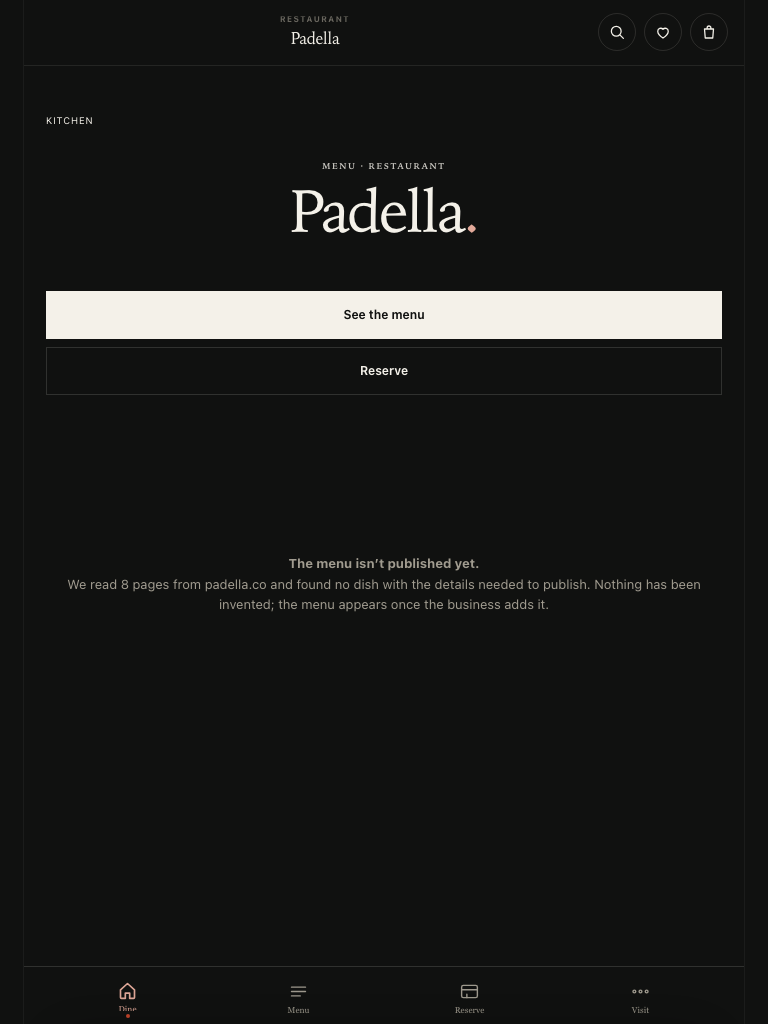 RESTAURANT
Padella
KITCHEN
MENU · RESTAURANT
Padella.
See the menu
Reserve
The menu isn’t published yet.
We read 8 pages from padella.co and found no dish with the details needed to publish. Nothing has been
invented; the menu appears once the business adds it.
Dine
Menu
Reserve
Visit